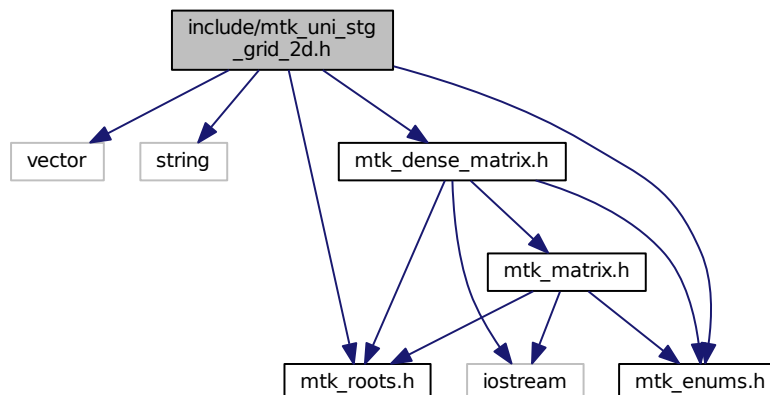 include/mtk_uni_stg
_grid_2d.h
vector
string
mtk_dense_matrix.h
mtk_matrix.h
mtk_roots.h
iostream
mtk_enums.h